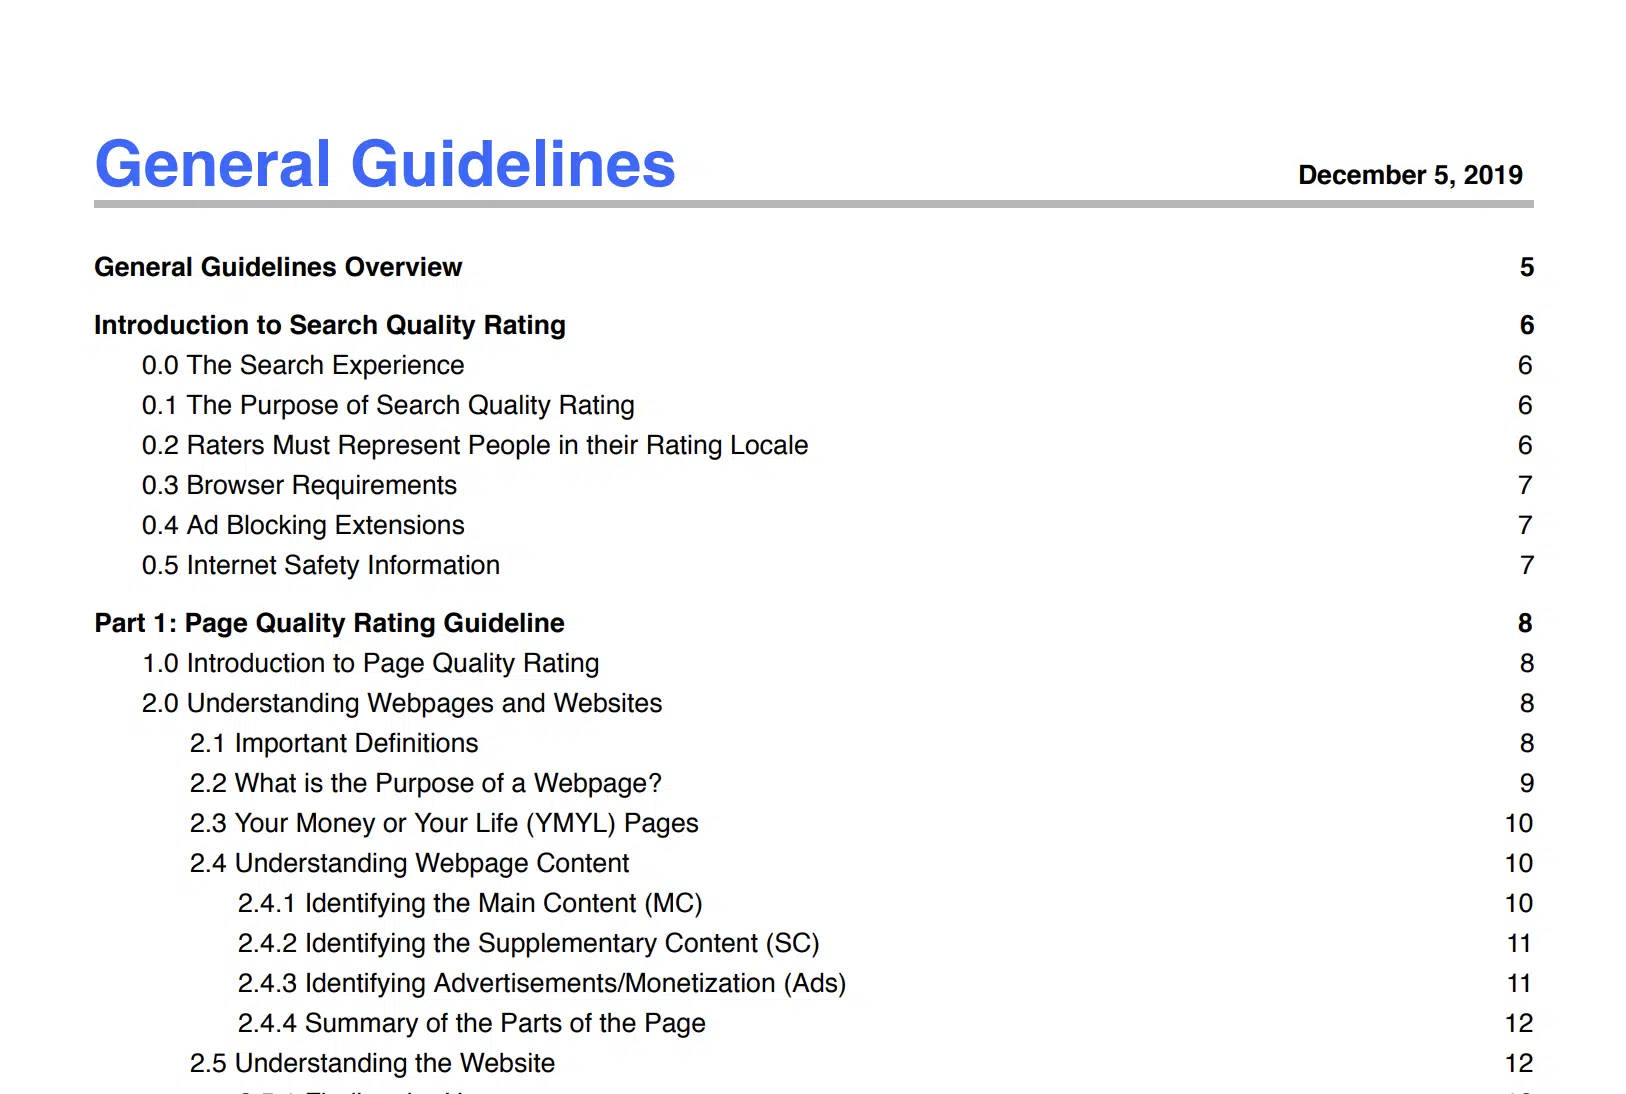 General Guidelines December 5, 2019
General Guidelines Overview 5
Introduction to Search Quality Rating 6
0.0 The Search Experience 6
0.1 The Purpose of Search Quality Rating 6
0.2 Raters Must Represent People in their Rating Locale 6
0.3 Browser Requirements 7
0.4 Ad Blocking Extensions 7
0.5 Internet Safety Information 7
Part 1: Page Quality Rating Guideline 8
1.0 Introduction to Page Quality Rating 8
2.0 Understanding Webpages and Websites 8
2.1 Important Definitions 8
2.2 What is the Purpose of a Webpage? 9
2.3 Your Money or Your Life (YMYL) Pages 10
2.4 Understanding Webpage Content 10
2.4.1 Identifying the Main Content (MC) 10
2.4.2 Identifying the Supplementary Content (SC) 11
2.4.3 Identifying Advertisements/Monetization (Ads) 11
2.4.4 Summary of the Parts of the Page 12
2.5 Understanding the Website 12